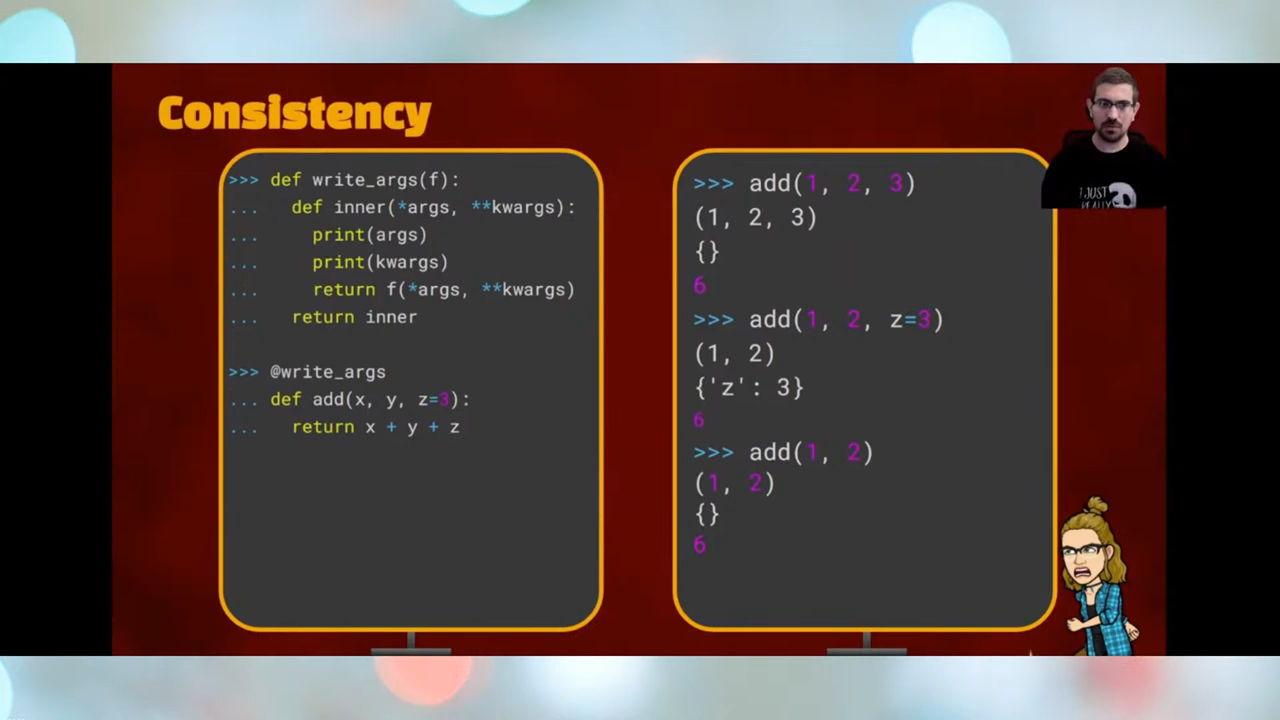 Consistency
>>> def write_args(f):
... def inner(*args, **kwargs):
... print(args)
... print(kwargs)
... return f(*args, **kwargs)
... return inner
>>> @write_args
... def add(x, y, z=3):
... return x + y + z
>>> add(1, 2, 3)
(1, 2, 3)
{}
6
>>> add(1, 2, z=3)
(1, 2)
{'z': 3}
6
>>> add(1, 2)
(1, 2)
{}
6
I JUST
REALLY